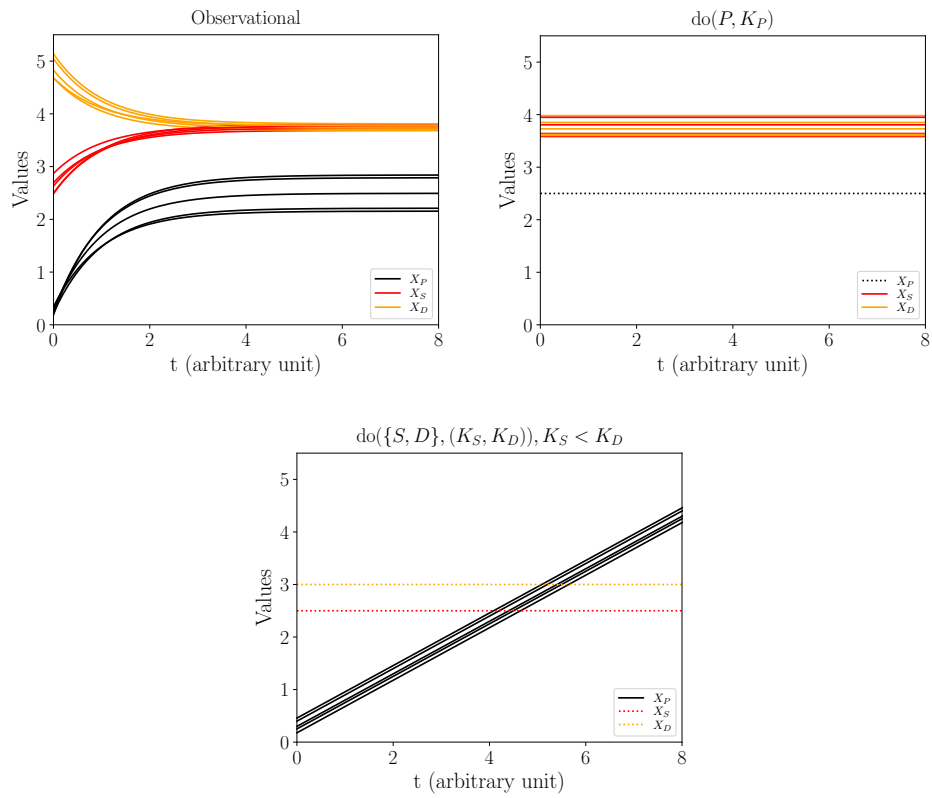 Observational
Values
5
4
3
2
1
0
0 2 4 6 8
t (arbitrary unit)
X_P
X_S
X_D
do(P, K_P)
Values
5
4
3
2
1
0
0 2 4 6 8
t (arbitrary unit)
X_P
X_S
X_D
do({S, D}, (K_S, K_D)), K_S < K_D
Values
5
4
3
2
1
0
0 2 4 6 8
t (arbitrary unit)
X_P
X_S
X_D